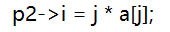 p2->i = j * a[j];